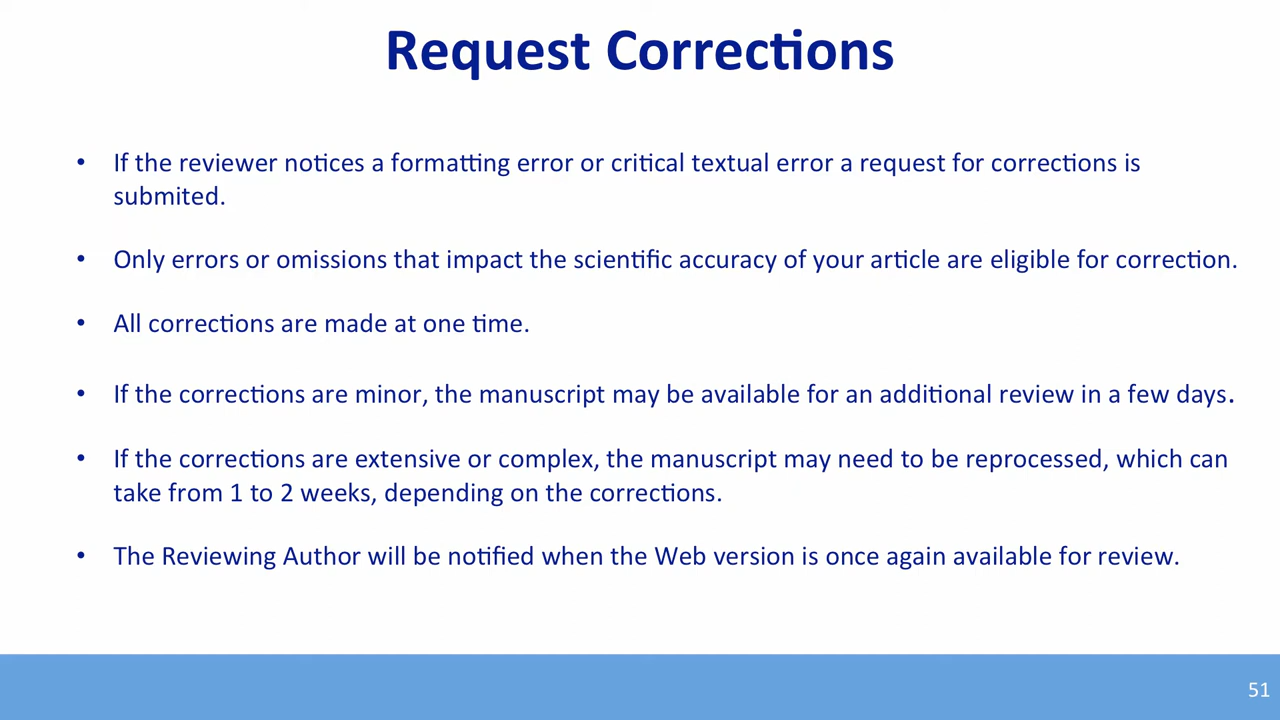 Request Corrections
• If the reviewer notices a formatting error or critical textual error a request for corrections is
submited.
• Only errors or omissions that impact the scientific accuracy of your article are eligible for correction.
• All corrections are made at one time.
• If the corrections are minor, the manuscript may be available for an additional review in a few days.
• If the corrections are extensive or complex, the manuscript may need to be reprocessed, which can
take from 1 to 2 weeks, depending on the corrections.
• The Reviewing Author will be notified when the Web version is once again available for review.
51